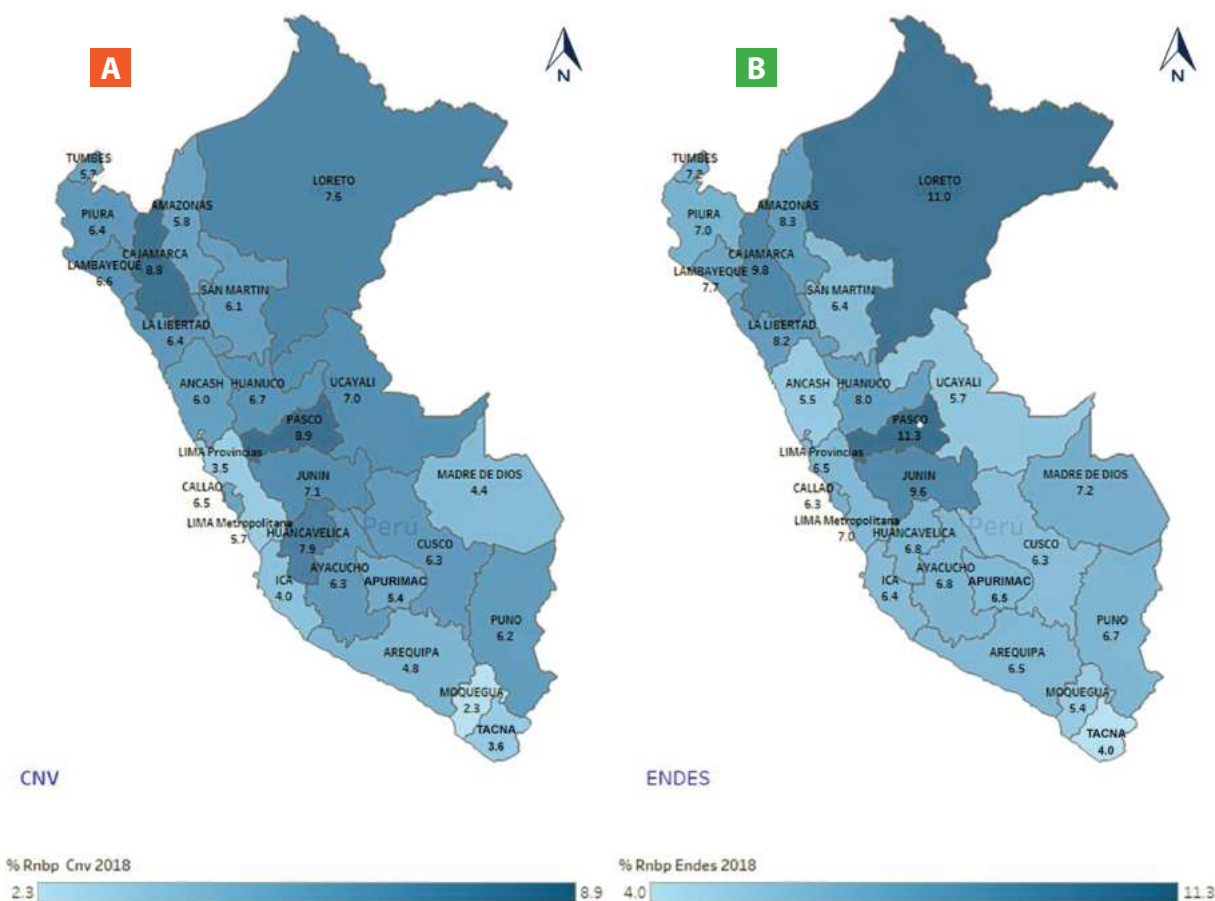 A
N
TUMBES
5.7
LORETO
7.6
AMAZONAS
5.8
PIURA
6.4
CAJAMARCA
8.8
LAMBAYEQUE
6.6
SAN MARTIN
6.1
LA LIBERTAD
6.4
ANCASH
6.0
HUANUCO
6.7
UCAYALI
7.0
PASCO
8.9
LIMA Provincias
3.5
JUNIN
7.1
MADRE DE DIOS
4.4
CALLAO
6.5
LIMA Metropolitana
5.7
Perú
HUANCAVELICA
7.9
CUSCO
6.3
AYACUCHO
6.3
APURIMAC
5.4
ICA
4.0
PUNO
6.2
AREQUIPA
4.8
MOQUEGUA
2.3
TACNA
3.6
CNV
% Rnbp Cnv 2018
2.3
8.9
B
N
TUMBES
7.2
LORETO
11.0
AMAZONAS
8.3
PIURA
7.0
CAJAMARCA
9.8
LAMBAYEQUE
7.7
SAN MARTIN
6.4
LA LIBERTAD
8.2
ANCASH
5.5
HUANUCO
8.0
UCAYALI
5.7
PASCO
11.3
LIMA Provincias
6.5
JUNIN
9.6
MADRE DE DIOS
7.2
CALLAO
6.3
LIMA Metropolitana
7.0
Perú
HUANCAVELICA
6.8
CUSCO
6.3
AYACUCHO
6.8
APURIMAC
6.5
ICA
6.4
PUNO
6.7
AREQUIPA
6.5
MOQUEGUA
5.4
TACNA
4.0
ENDES
% Rnbp Endes 2018
4.0
11.3